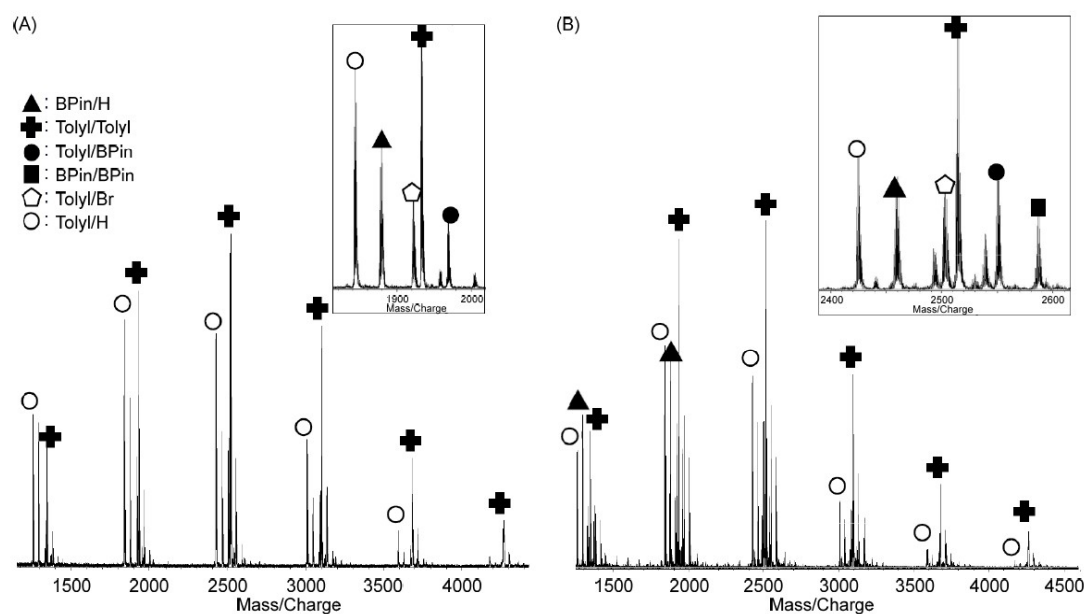 (A)
(B)
▲: BPin/H
✚: Tolyl/Tolyl
●: Tolyl/BPin
■: BPin/BPin
⬠: Tolyl/Br
○: Tolyl/H
1900 2000
Mass/Charge
2400 2500 2600
Mass/Charge
1500 2000 2500 3000 3500 4000
Mass/Charge
1500 2000 2500 3000 3500 4000 4500
Mass/Charge